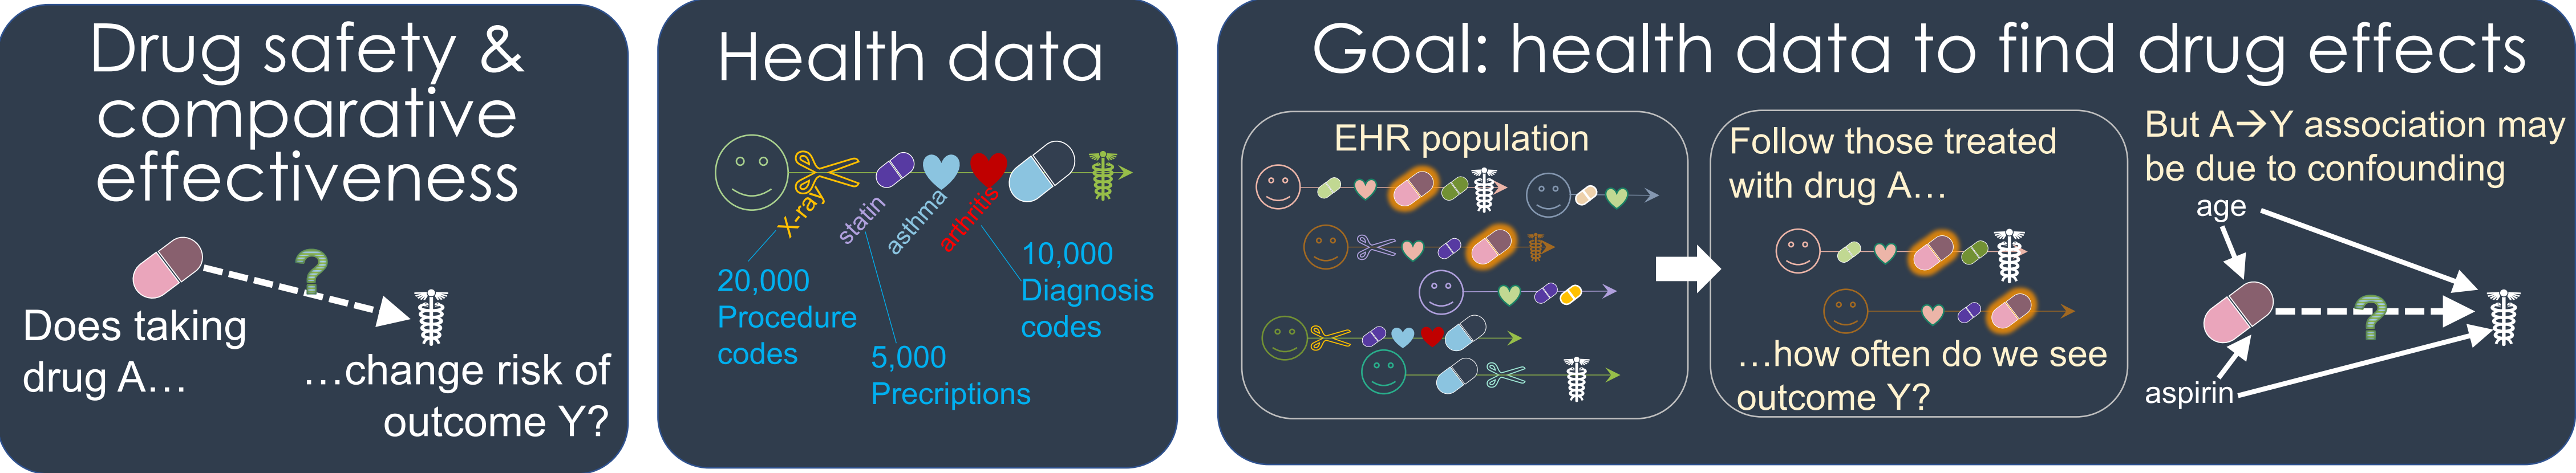 Drug safety &
comparative
effectiveness
?
Does taking
drug A…
…change risk of
outcome Y?
Health data
X-ray
statin
asthma
arthritis
20,000
Procedure
codes
5,000
Precriptions
10,000
Diagnosis
codes
Goal: health data to find drug effects
EHR population
Follow those treated
with drug A…
…how often do we see
outcome Y?
But A→Y association may
be due to confounding
age
?
aspirin